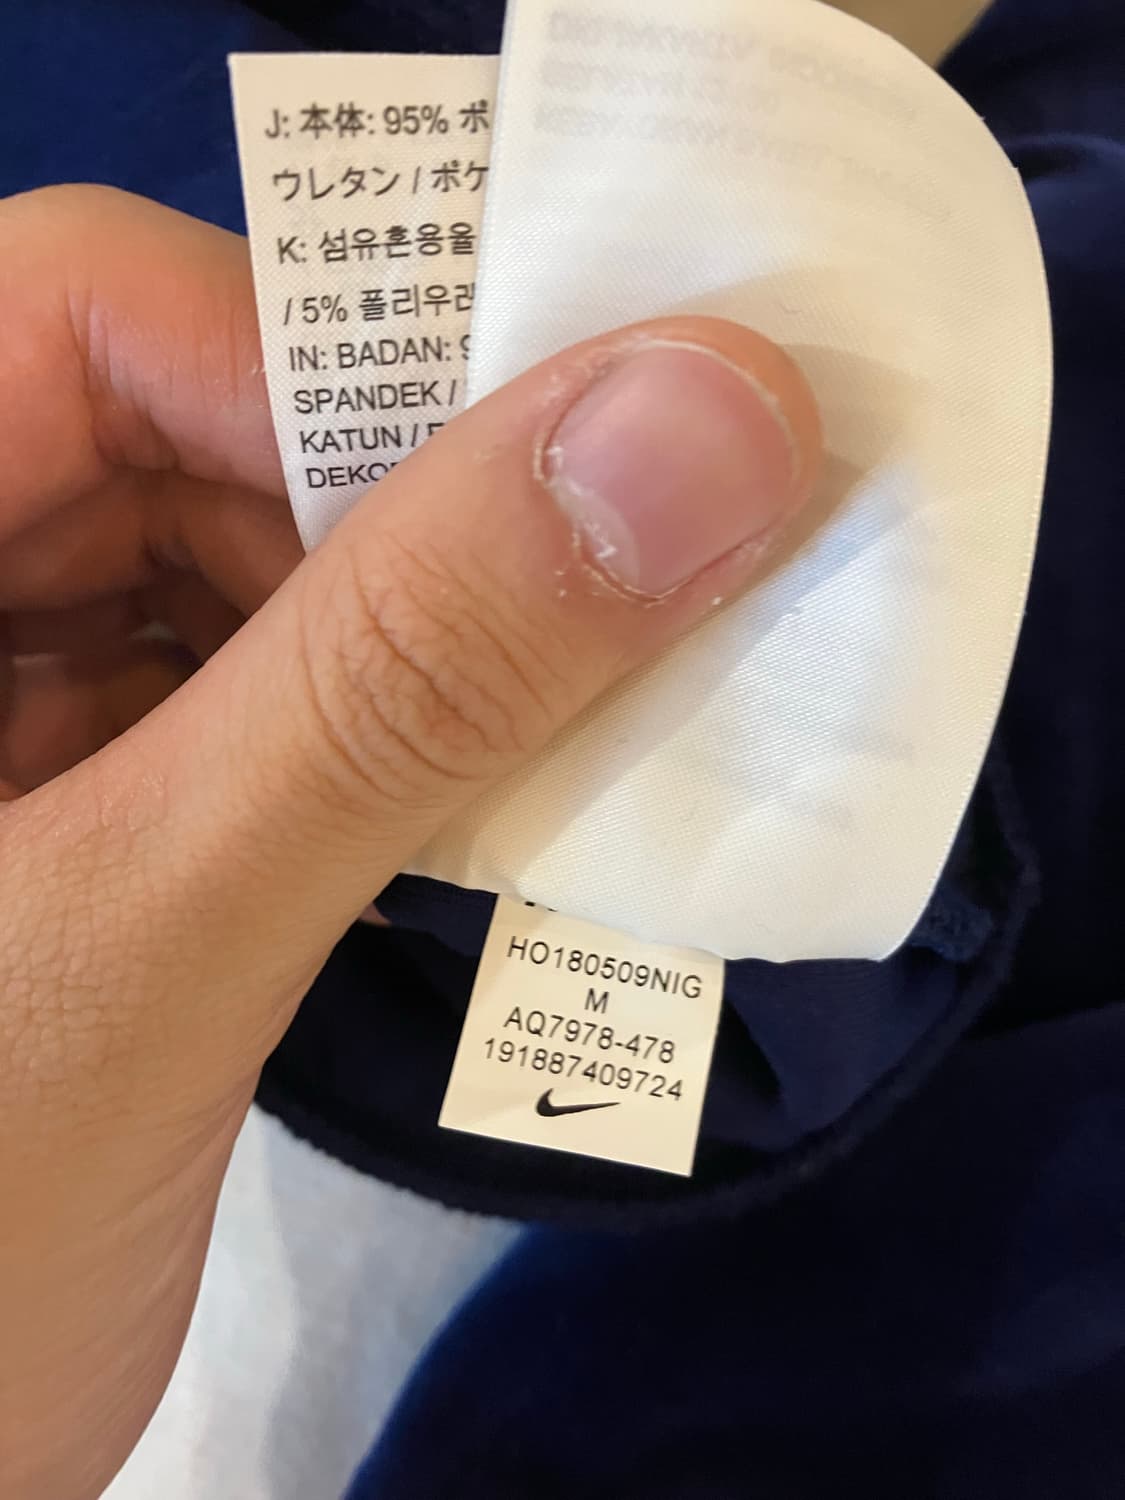 J: 本体: 95% ポ
ウレタン / ポケ
K: 섬유혼용율
/ 5% 폴리우레
IN: BADAN: 9
SPANDEK /
KATUN /
DEKO
HO180509NIG
M
AQ7978-478
191887409724